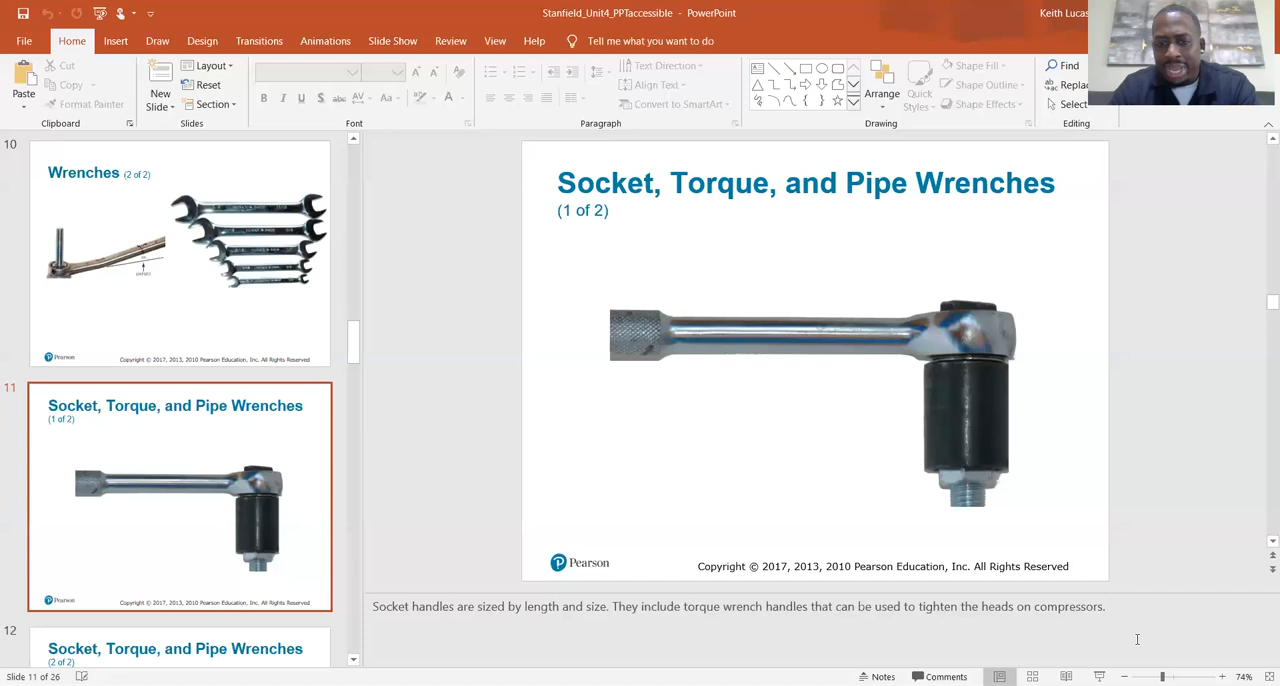 Stanfield_Unit4_PPTaccessible - PowerPoint
Keith Lucas
File Home Insert Draw Design Transitions Animations Slide Show Review View Help Tell me what you want to do
Paste
Cut
Copy
Format Painter
Clipboard
New Slide
Layout
Reset
Section
Slides
B I U S abc AV Aa A
Font
Text Direction
Align Text
Convert to SmartArt
Paragraph
Arrange
Quick Styles
Shape Fill
Shape Outline
Shape Effects
Drawing
Find
Replac
Select
Editing
10
Wrenches (2 of 2)
Pearson
Copyright © 2017, 2013, 2010 Pearson Education, Inc. All Rights Reserved
11
Socket, Torque, and Pipe Wrenches
(1 of 2)
Pearson
Copyright © 2017, 2013, 2010 Pearson Education, Inc. All Rights Reserved
12
Socket, Torque, and Pipe Wrenches
(2 of 2)
Socket, Torque, and Pipe Wrenches
(1 of 2)
Pearson
Copyright © 2017, 2013, 2010 Pearson Education, Inc. All Rights Reserved
Socket handles are sized by length and size. They include torque wrench handles that can be used to tighten the heads on compressors.
Slide 11 of 26
Notes
Comments
74%